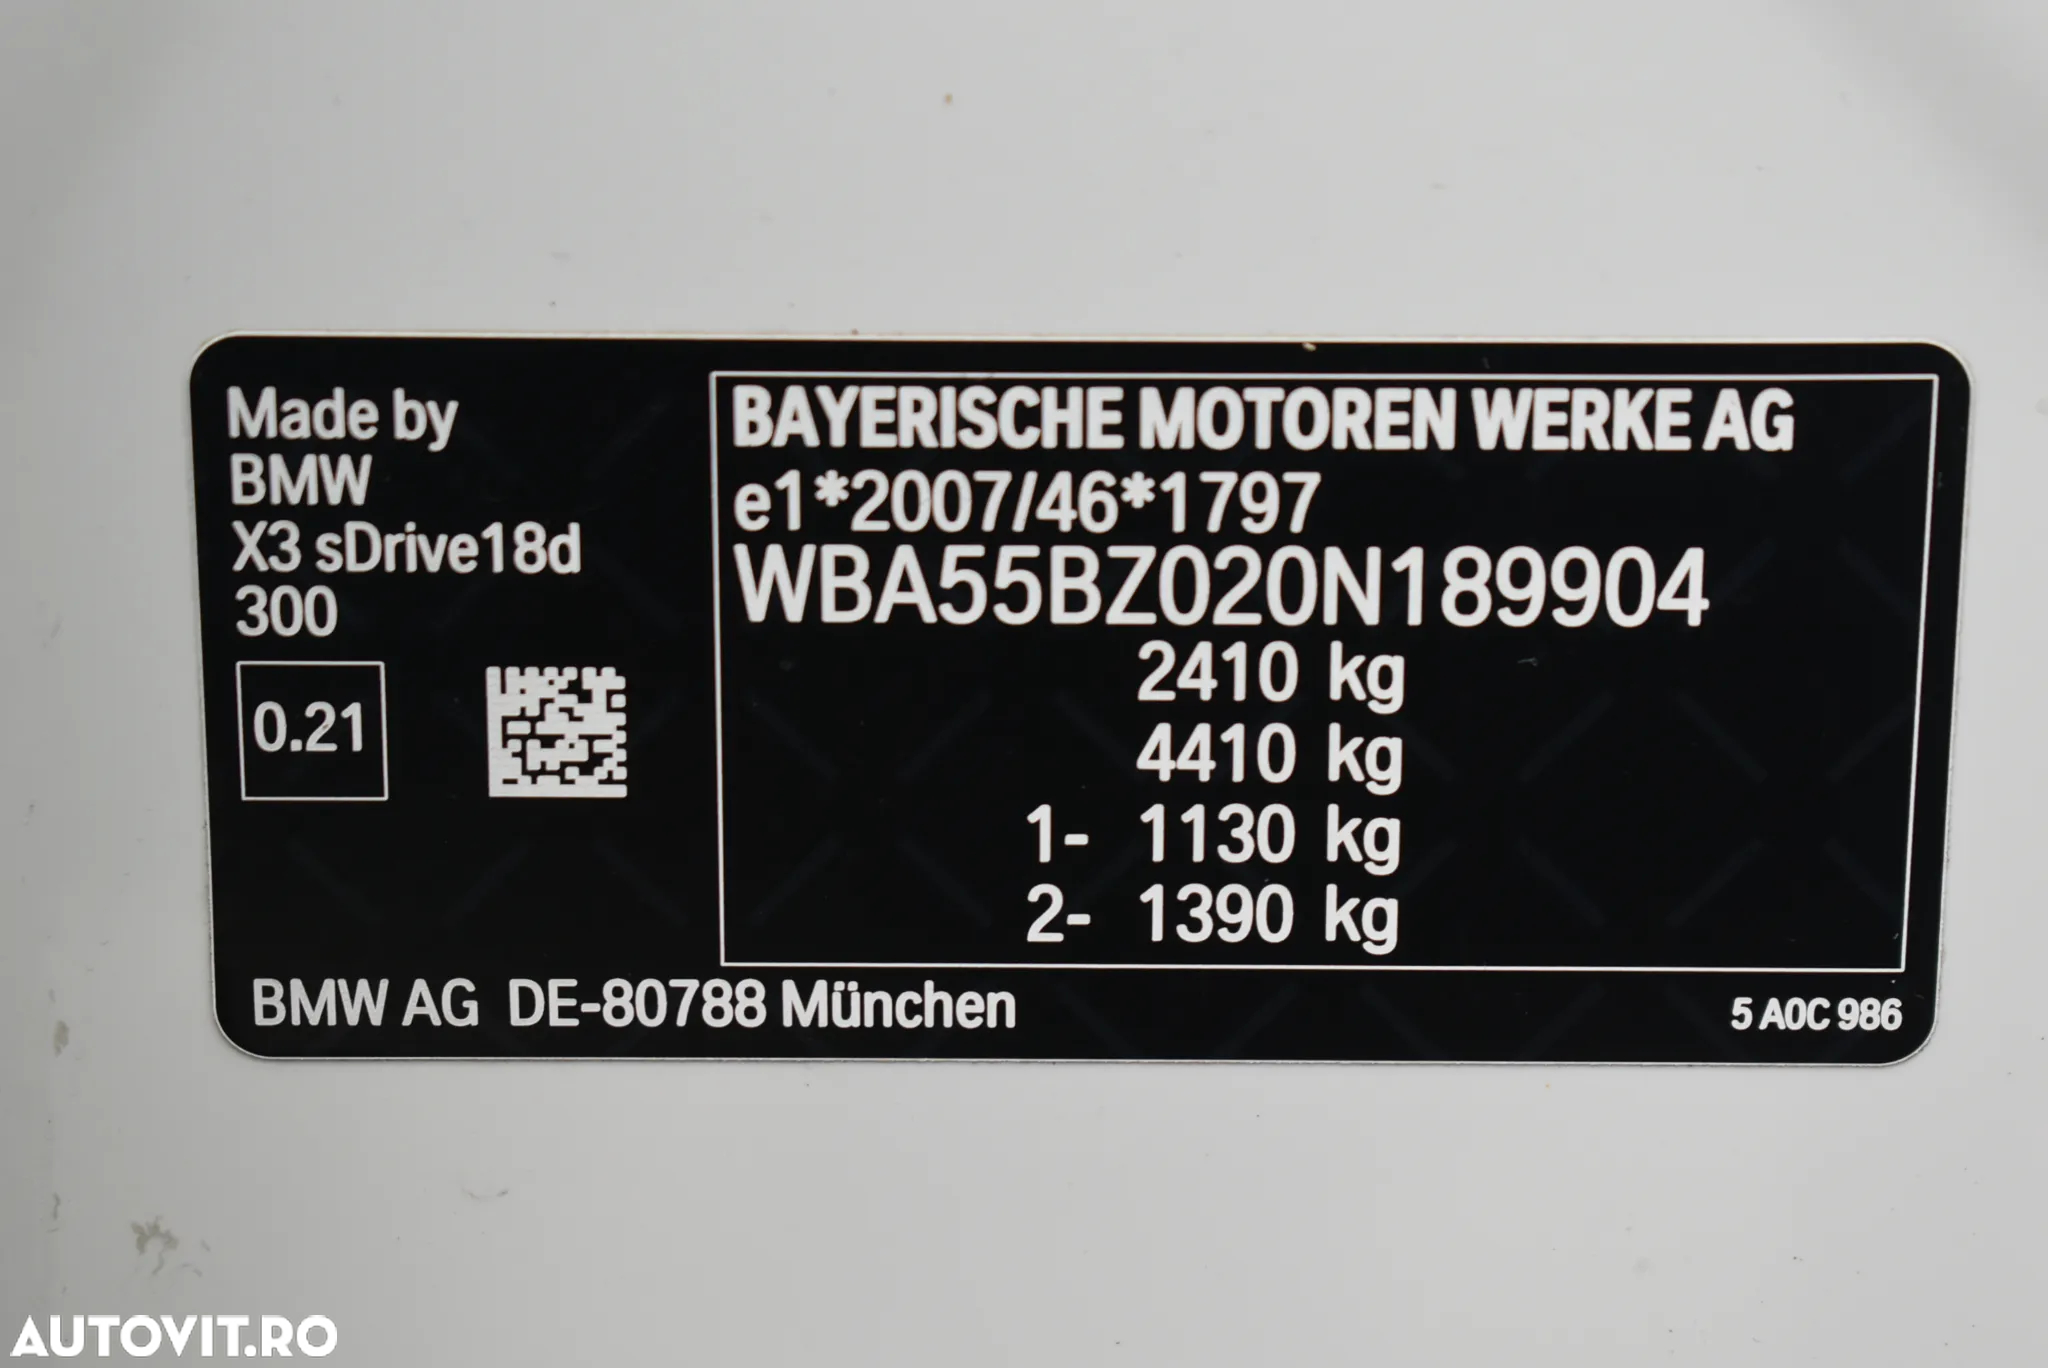 Made by
BMW
X3 sDrive18d
300
0.21
BAYERISCHE MOTOREN WERKE AG
e1*2007/46*1797
WBA55BZ020N189904
2410 kg
4410 kg
1- 1130 kg
2- 1390 kg
BMW AG DE-80788 München
5 A0C 986
AUTOVIT.RO